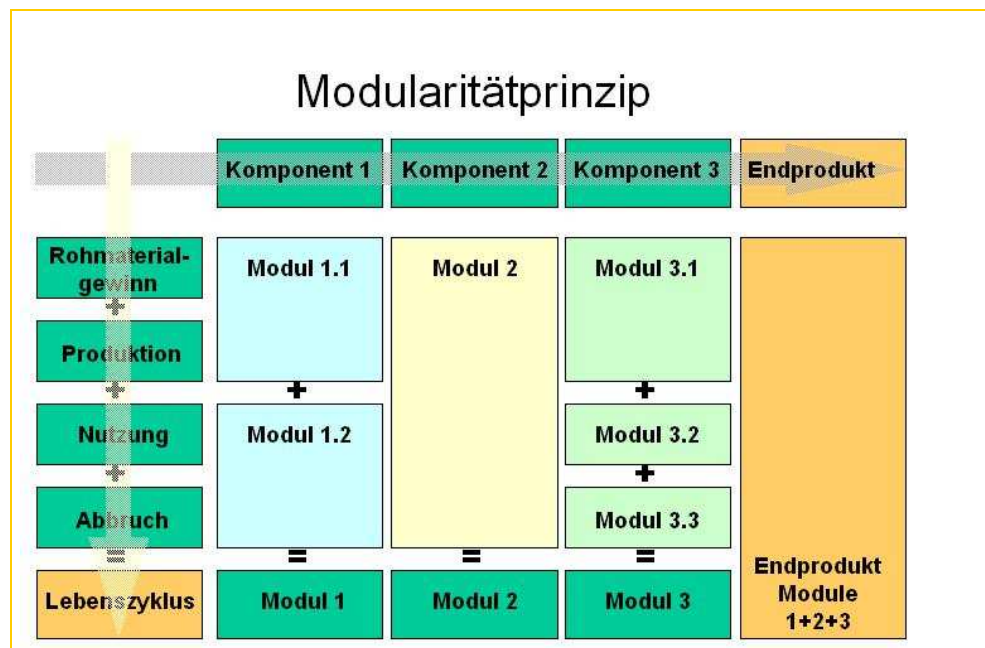 Modularitätprinzip
Komponent 1 Komponent 2 Komponent 3 Endprodukt
Rohmaterial-
gewinn
Modul 1.1 Modul 2 Modul 3.1
+
Produktion
+ + +
Nutzung Modul 1.2 Modul 3.2
+ +
Abbruch Modul 3.3
= = = =
Lebenszyklus Modul 1 Modul 2 Modul 3
Endprodukt
Module
1+2+3